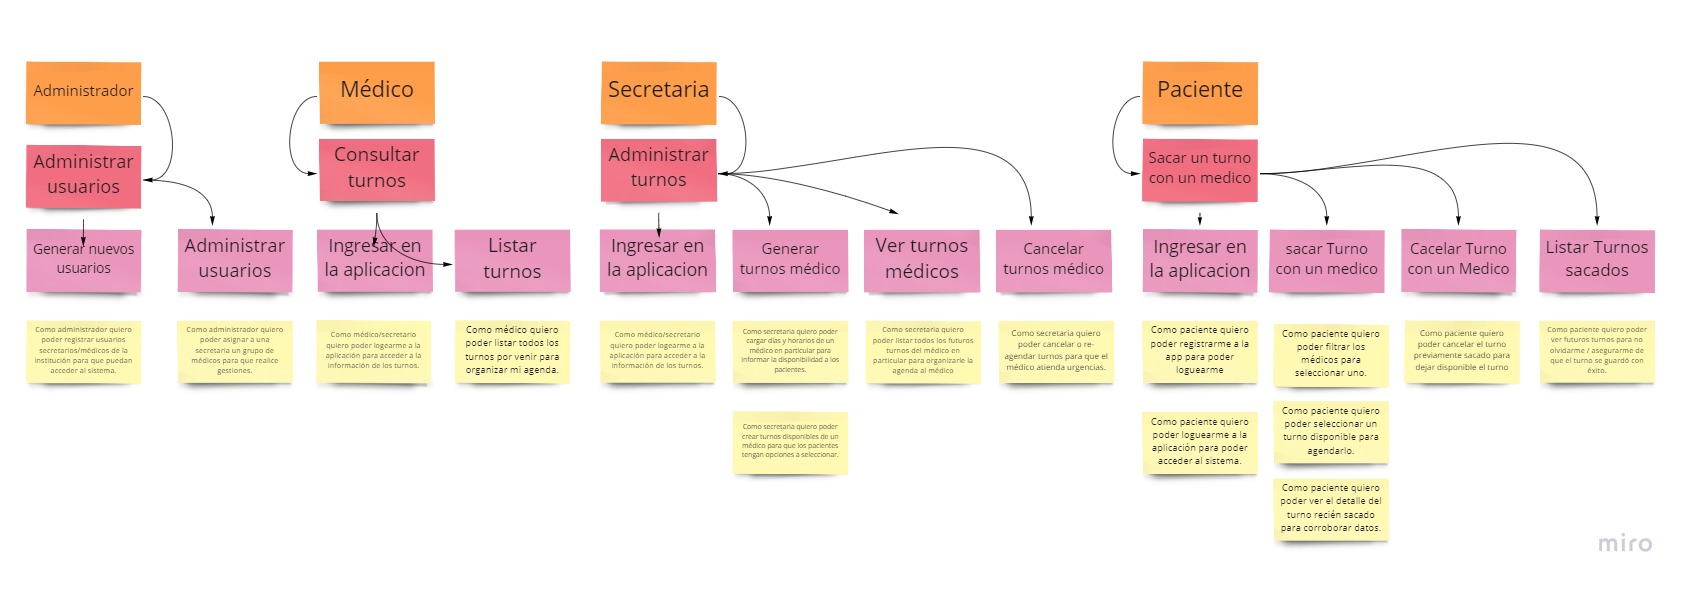 Administrador
Administrar
usuarios
Generar nuevos
usuarios
Como administrador quiero
poder registrar usuarios
secretarios/médicos de la
institución para que puedan
acceder al sistema.
Administrar
usuarios
Como administrador quiero
poder asignar a una
secretaria un grupo de
médicos para que realice
gestiones.
Médico
Consultar
turnos
Ingresar en
la aplicacion
Como médico/secretario
quiero poder logearme a la
aplicación para acceder a la
información de los turnos.
Listar
turnos
Como médico quiero
poder listar todos los
turnos por venir para
organizar mi agenda.
Secretaria
Administrar
turnos
Ingresar en
la aplicacion
Como médico/secretario
quiero poder logearme a la
aplicación para acceder a la
información de los turnos.
Generar
turnos médico
Como secretaria quiero poder
cargar días y horarios de un
médico en particular para
informar la disponibilidad a los
pacientes.
Como secretaria quiero poder
crear turnos disponibles de un
médico para que los pacientes
tengan opciones a seleccionar.
Ver turnos
médicos
Como secretaria quiero
poder listar todos los futuros
turnos del médico en
particular para organizarle la
agenda al médico
Cancelar
turnos médico
Como secretaria quiero
poder cancelar o re-
agendar turnos para que el
médico atienda urgencias.
Paciente
Sacar un turno
con un medico
Ingresar en
la aplicacion
Como paciente quiero
poder registrarme a la
app para poder
loguearme
Como paciente quiero
poder loguearme a la
aplicación para poder
acceder al sistema.
sacar Turno
con un medico
Como paciente quiero
poder filtrar los
médicos para
seleccionar uno.
Como paciente quiero
poder seleccionar un
turno disponible para
agendarlo.
Como paciente quiero
poder ver el detalle del
turno recién sacado
para corroborar datos.
Cacelar Turno
con un Medico
Como paciente quiero
poder cancelar el turno
previamente sacado para
dejar disponible el turno
Listar Turnos
sacados
Como paciente quiero poder
ver futuros turnos para no
olvidarme / asegurarme de
que el turno se guardó con
éxito.
miro